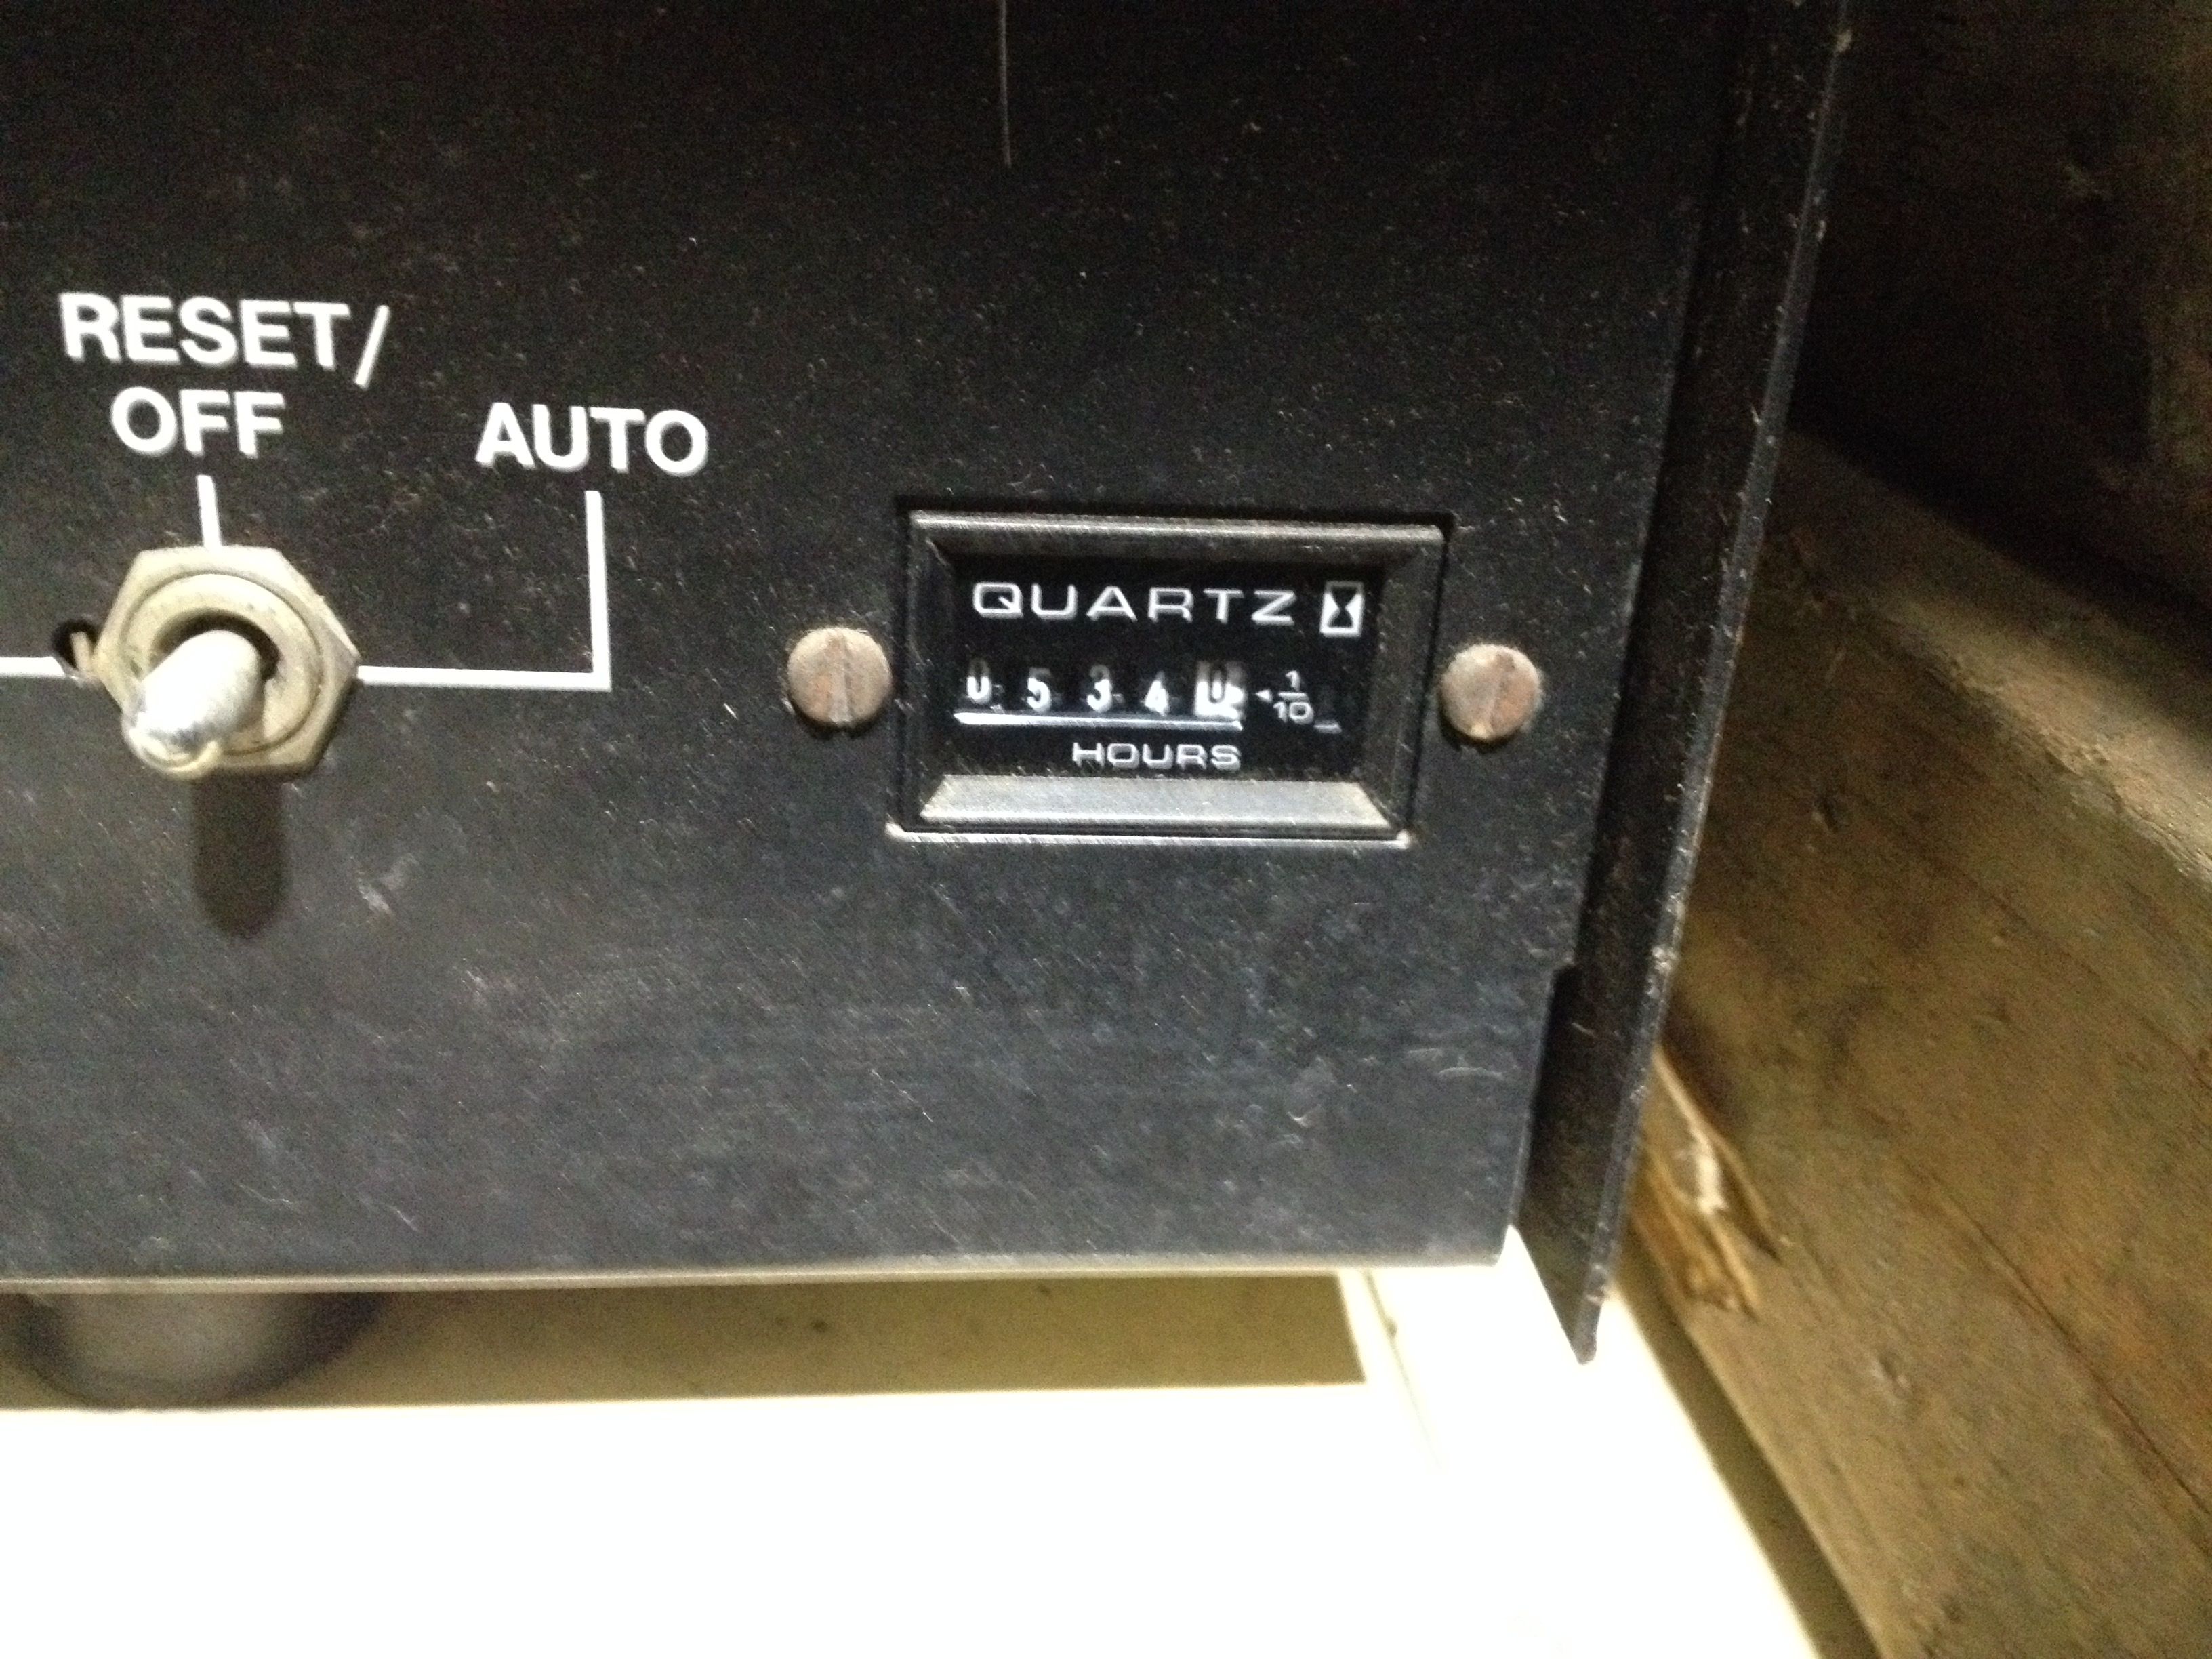 RESET/
OFF
AUTO
QUARTZ
0 5 3 4 0 1/10
HOURS